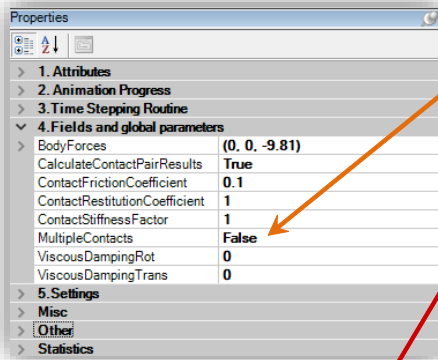 Properties
1. Attributes
2. Animation Progress
3.Time Stepping Routine
4.Fields and global parameters
BodyForces (0, 0, -9.81)
CalculateContactPairResults True
ContactFrictionCoefficient 0.1
ContactRestitutionCoefficient 1
ContactStiffnessFactor 1
MultipleContacts False
ViscousDampingRot 0
ViscousDampingTrans 0
5.Settings
Misc
Other
Statistics